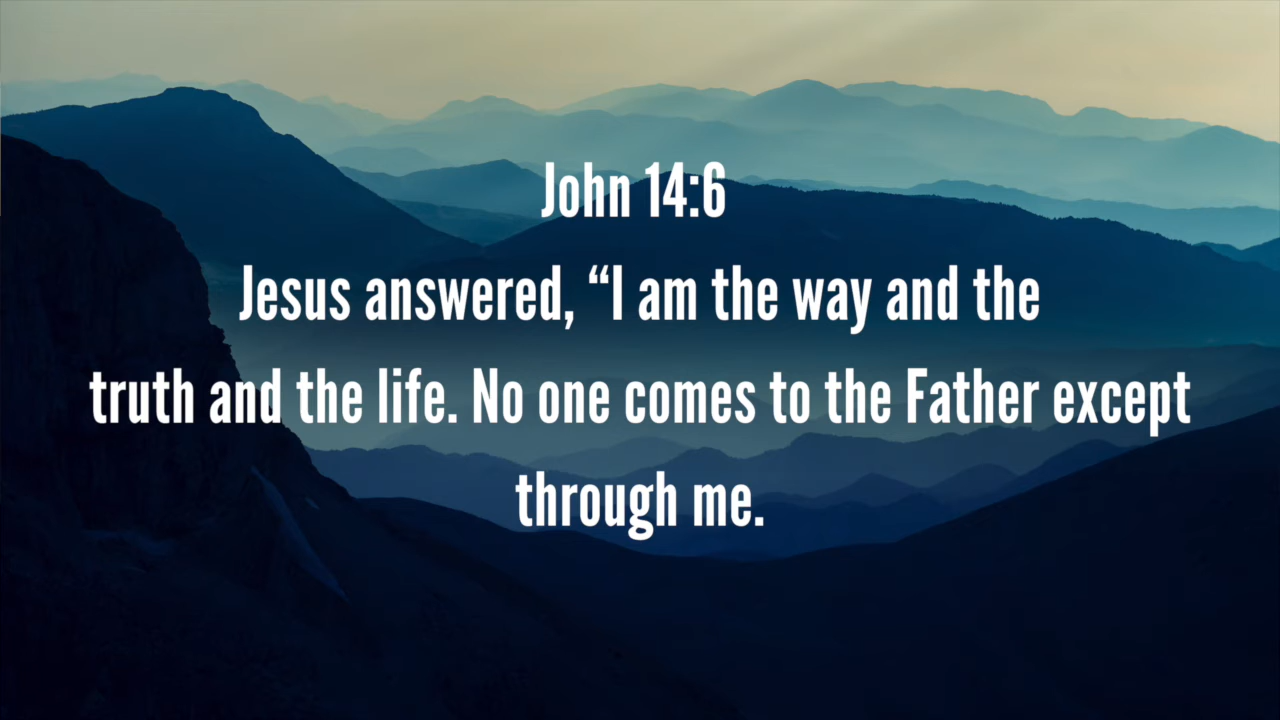 John 14:6
Jesus answered, “I am the way and the
truth and the life. No one comes to the Father except
through me.